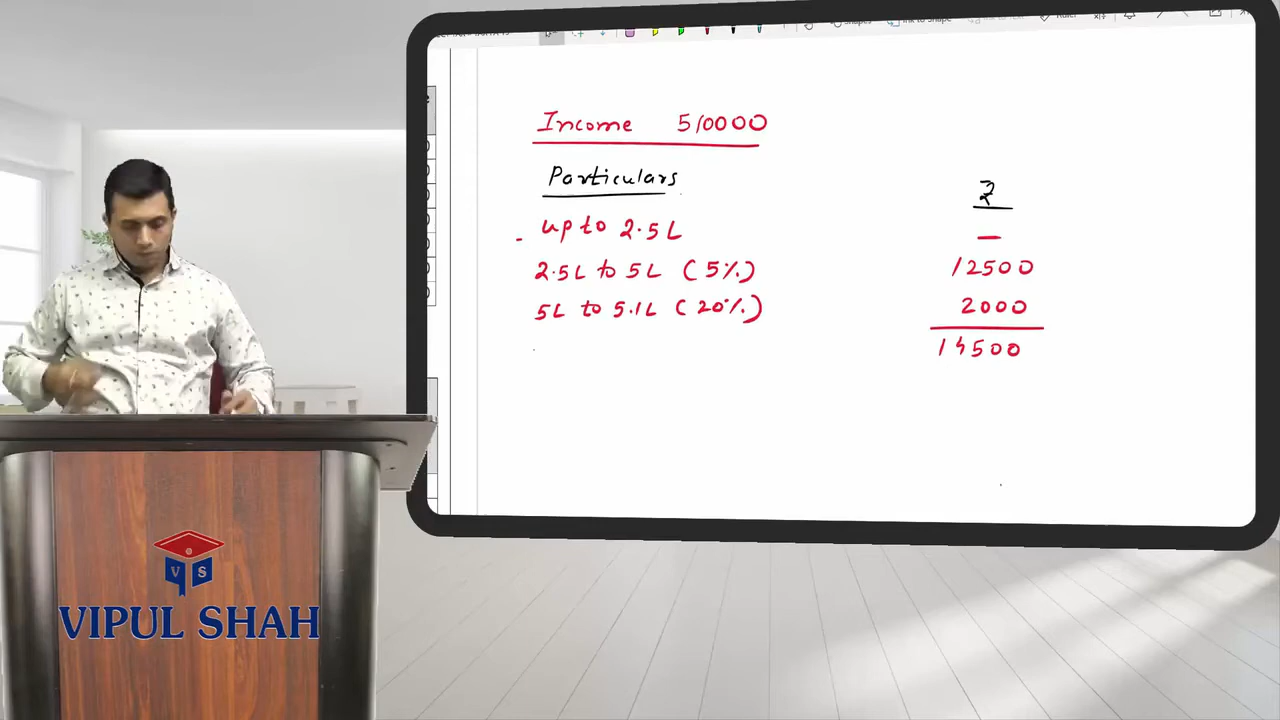 Income 510000
Particulars ₹
up to 2.5L —
2.5L to 5L (5%) 12500
5L to 5.1L (20%) 2000
14500
V S
VIPUL SHAH